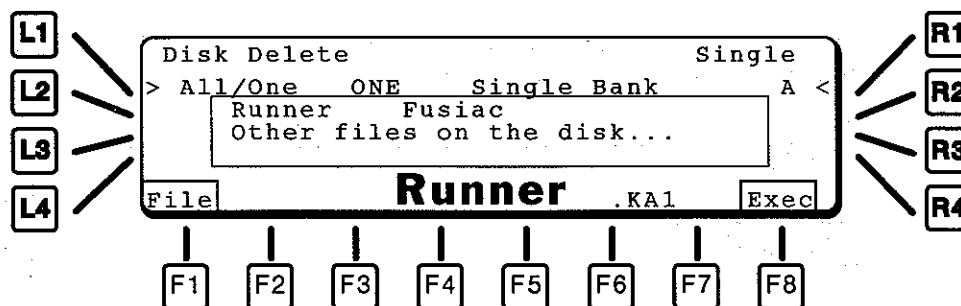 L1 R1
Disk Delete Single
> All/One ONE Single Bank A <
L2 R2
Runner Fusiac
Other files on the disk...
L3 R3
L4 File Runner .KA1 Exec R4
F1 F2 F3 F4 F5 F6 F7 F8